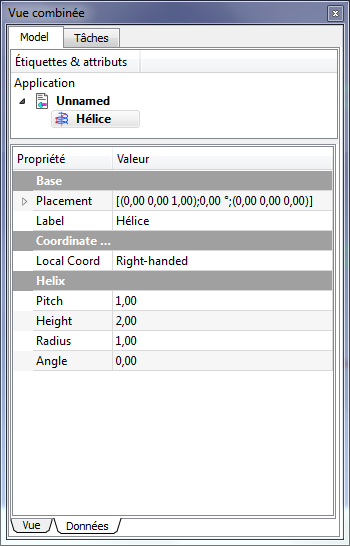 Vue combinée
Model Tâches
Étiquettes & attributs
Application
Unnamed
Hélice
Propriété Valeur
Base
Placement [(0,00 0,00 1,00);0,00 °;(0,00 0,00 0,00)]
Label Hélice
Coordinate ...
Local Coord Right-handed
Helix
Pitch 1,00
Height 2,00
Radius 1,00
Angle 0,00
Vue Données